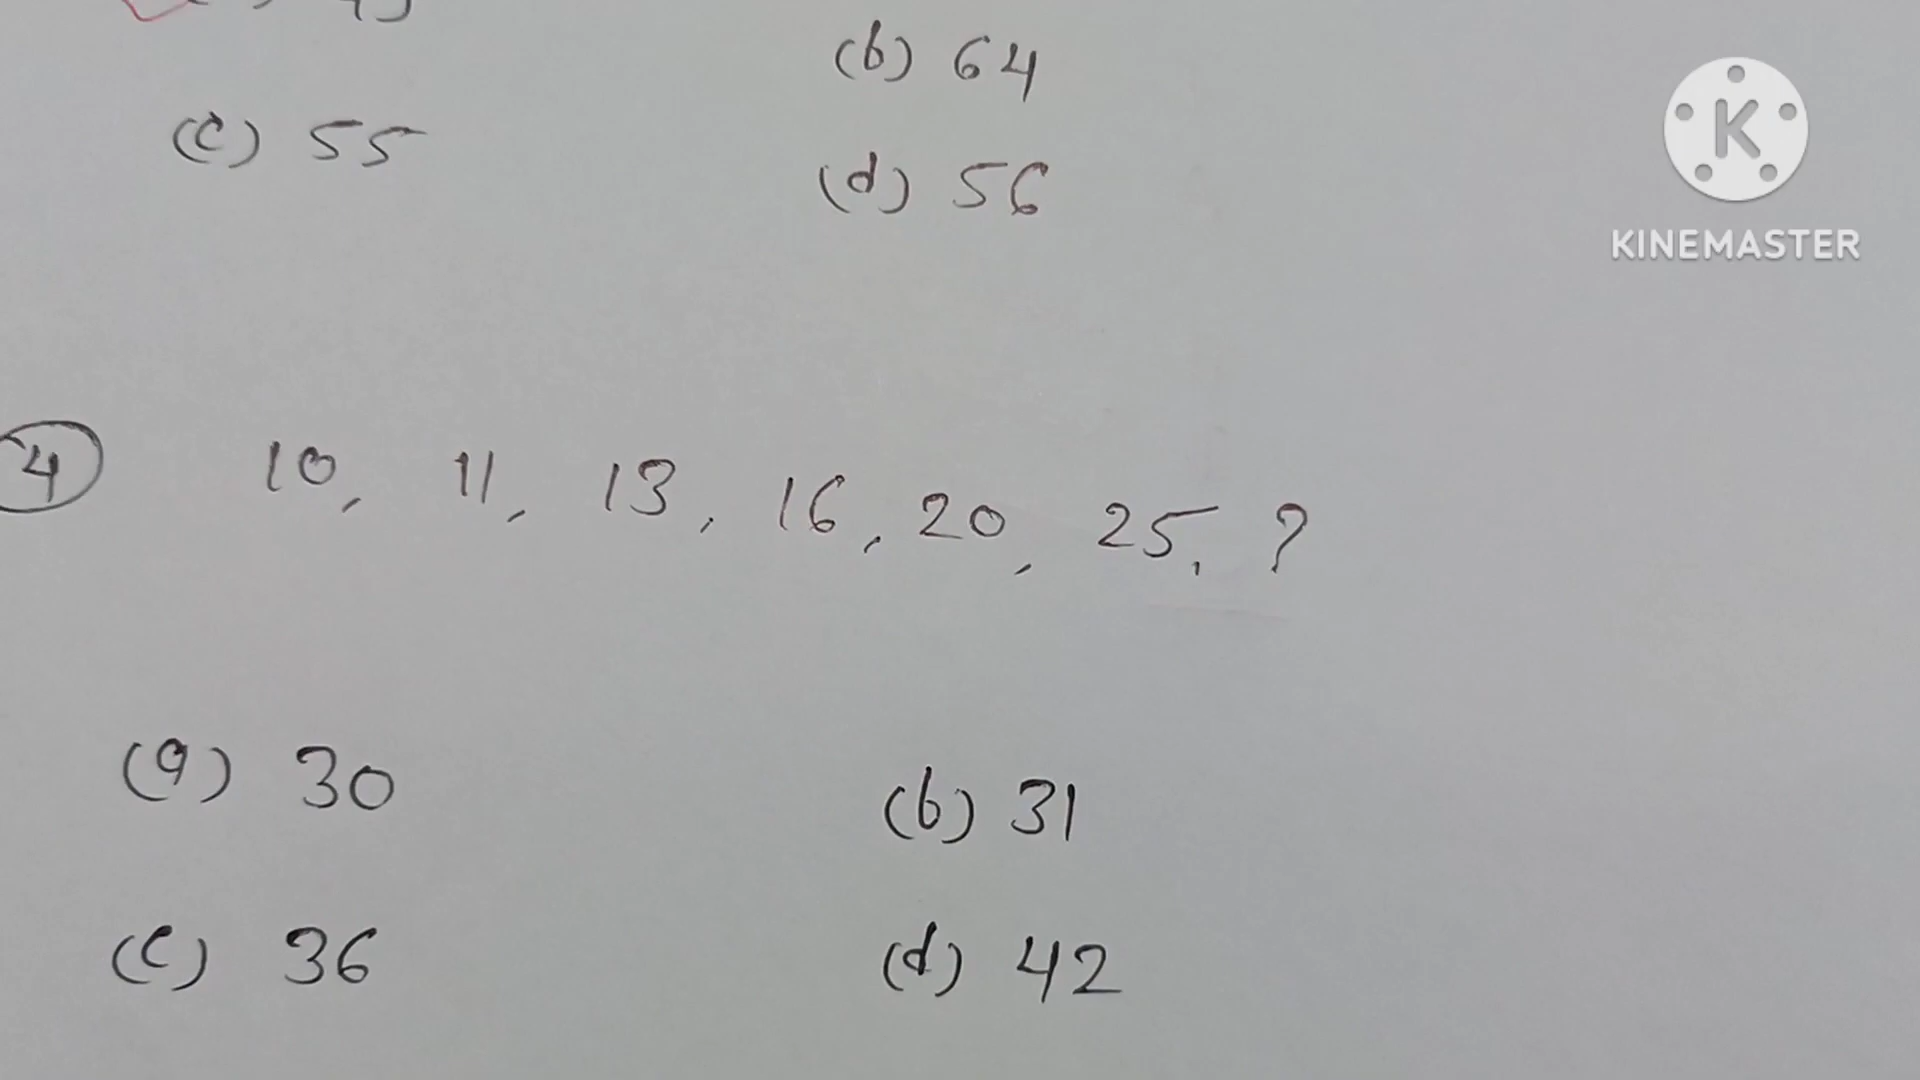 (b) 64
(c) 55
(d) 56
K
KINEMASTER
4 10, 11, 13, 16, 20, 25, ?
(a) 30
(b) 31
(c) 36
(d) 42